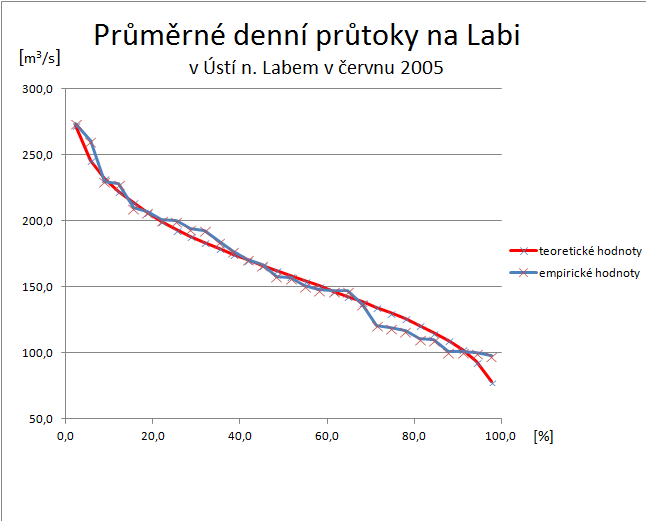 Průměrné denní průtoky na Labi
[m³/s]
v Ústí n. Labem v červnu 2005
300,0
250,0
200,0
150,0
100,0
50,0
teoretické hodnoty
empirické hodnoty
0,0 20,0 40,0 60,0 80,0 100,0 [%]